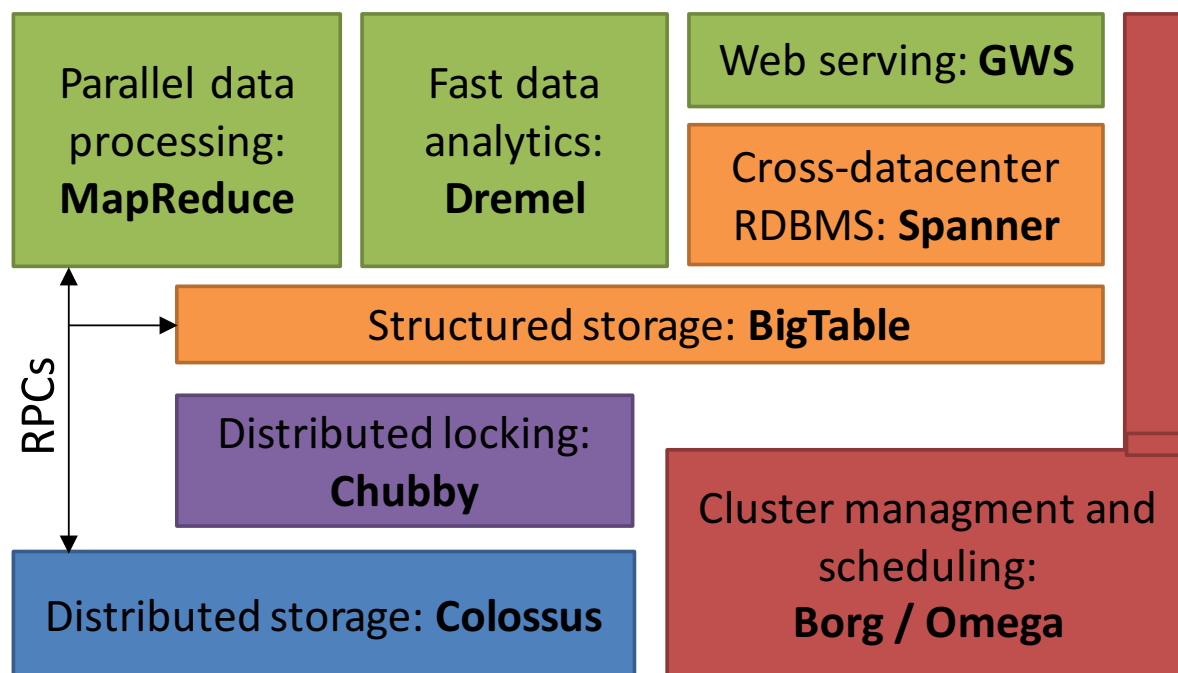 Parallel data
processing:
MapReduce
Fast data
analytics:
Dremel
Web serving: GWS
Cross-datacenter
RDBMS: Spanner
Structured storage: BigTable
RPCs
Distributed locking:
Chubby
Cluster managment and
scheduling:
Borg / Omega
Distributed storage: Colossus